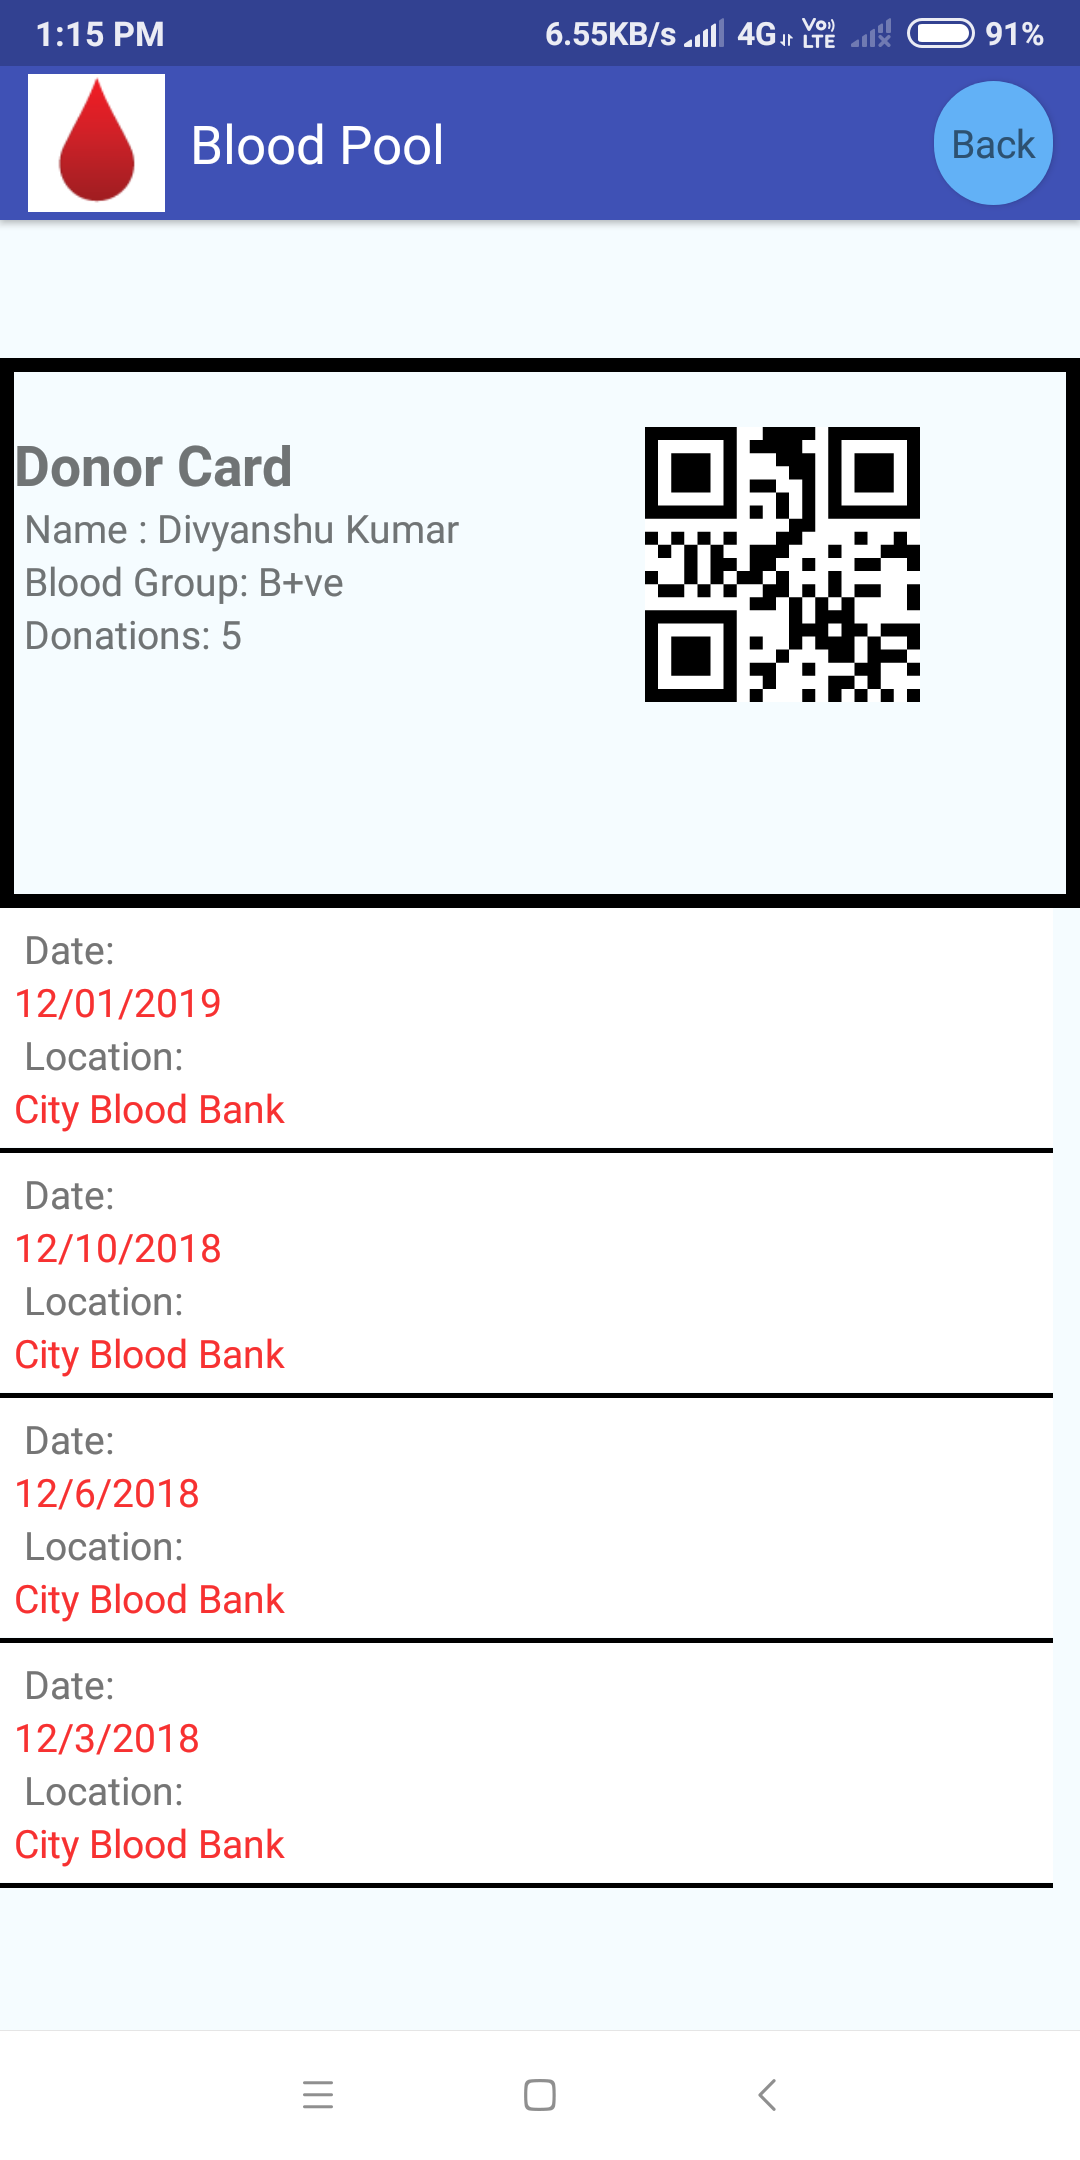 1:15 PM
6.55KB/s 4G VoLTE 91%
Blood Pool
Back
Donor Card
Name : Divyanshu Kumar
Blood Group: B+ve
Donations: 5
Date:
12/01/2019
Location:
City Blood Bank
Date:
12/10/2018
Location:
City Blood Bank
Date:
12/6/2018
Location:
City Blood Bank
Date:
12/3/2018
Location:
City Blood Bank